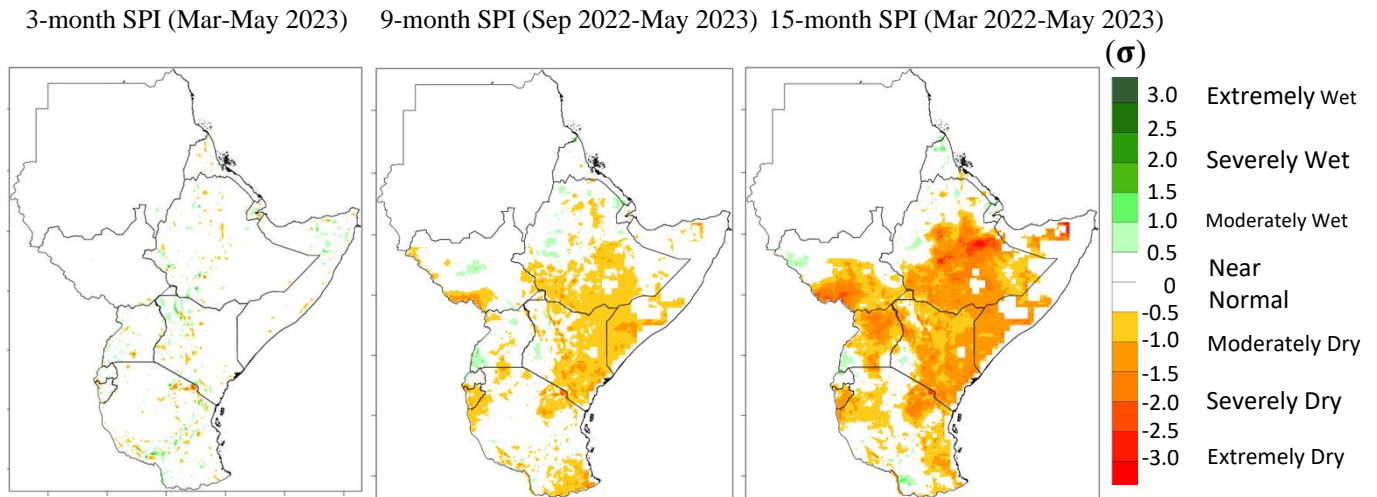 3-month SPI (Mar-May 2023)
9-month SPI (Sep 2022-May 2023)
15-month SPI (Mar 2022-May 2023)
(σ)
3.0
2.5
2.0
1.5
1.0
0.5
0
-0.5
-1.0
-1.5
-2.0
-2.5
-3.0
Extremely Wet
Severely Wet
Moderately Wet
Near
Normal
Moderately Dry
Severely Dry
Extremely Dry